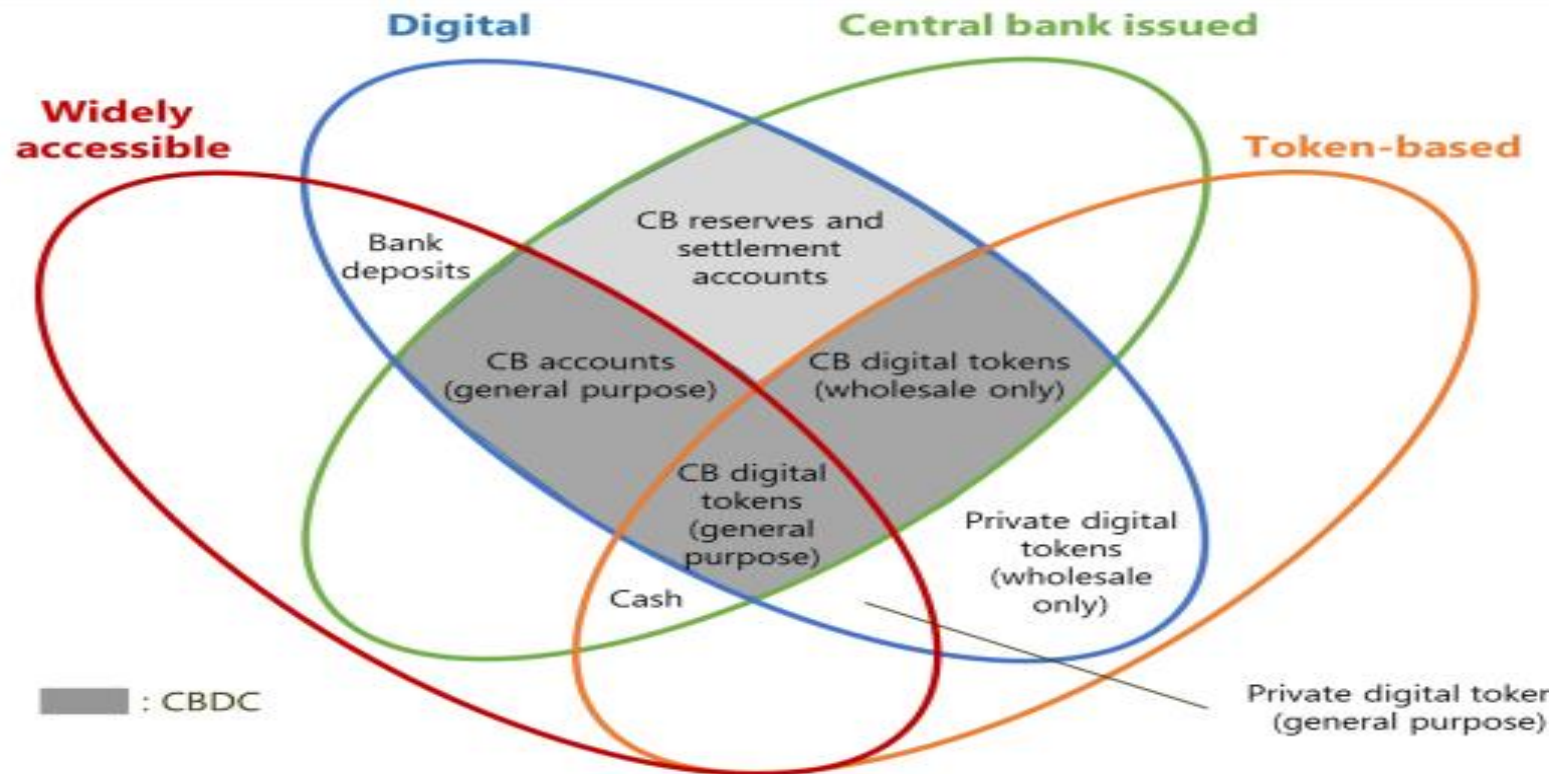 Digital
Central bank issued
Widely
accessible
Token-based
CB reserves and
settlement
accounts
Bank
deposits
CB accounts
(general purpose)
CB digital tokens
(wholesale only)
CB digital
tokens
(general
purpose)
Private digital
tokens
(wholesale
only)
Cash
: CBDC
Private digital toker
(general purpose)